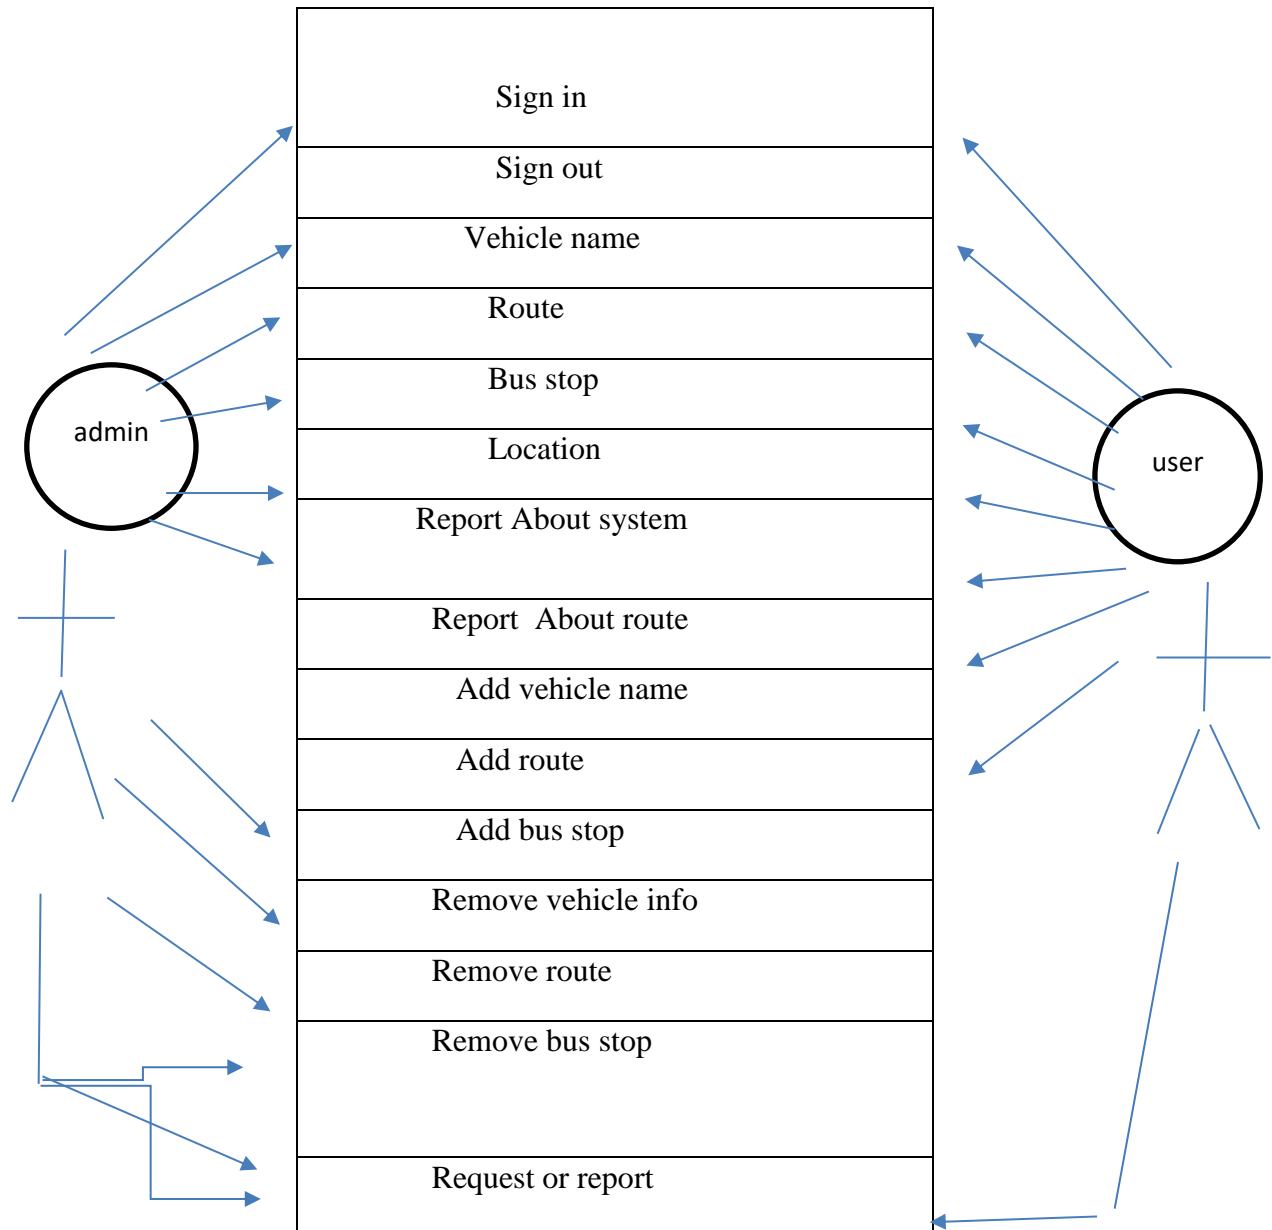 Sign in
Sign out
Vehicle name
Route
Bus stop
admin
Location
user
Report About system
Report  About route
Add vehicle name
Add route
Add bus stop
Remove vehicle info
Remove route
Remove bus stop
Request or report